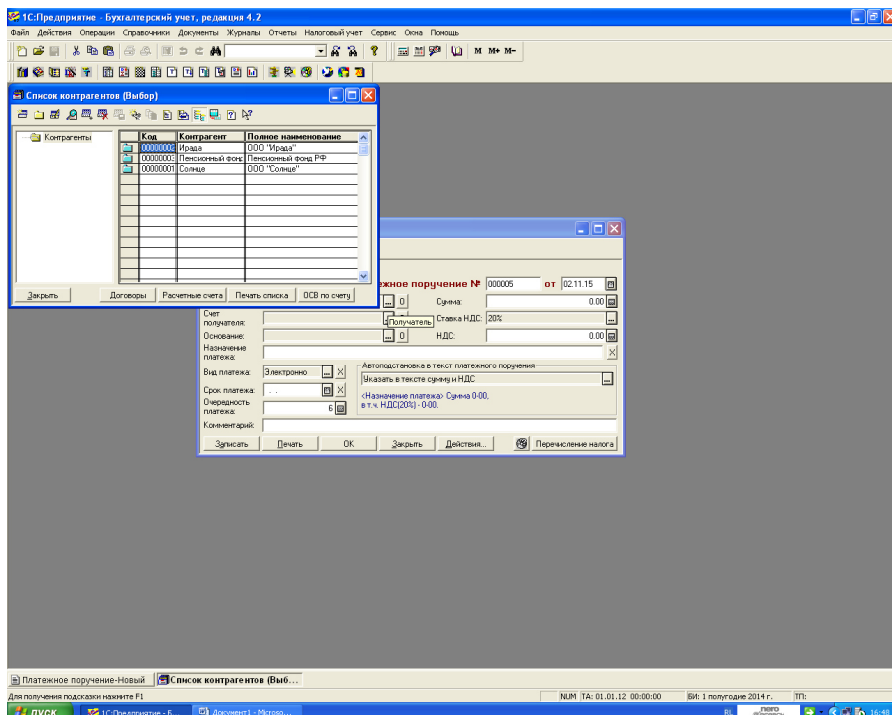 1С:Предприятие - Бухгалтерский учет, редакция 4.2
Файл Действия Операции Справочники Документы Журналы Отчеты Налоговый учет Сервис Окна Помощь
M M+ M-
Список контрагентов (Выбор)
Контрагенты
Код Контрагент Полное наименование
00000002 Ирада ООО "Ирада"
00000003 Пенсионный фонд Пенсионный фонд РФ
00000001 Солнце ООО "Солнце"
Закрыть Договоры Расчетные счета Печать списка ОСВ по счету
жное поручение № 000005 от 02.11.15
... 0 Сумма: 0.00
Счет получателя: ... Ставка НДС: 20% ...
Получатель
Основание: ... 0 НДС: 0.00
Назначение платежа: X
Вид платежа: Электронно ... X
Автоподстановка в текст платежного поручения
Указать в тексте сумму и НДС ...
Срок платежа: . . X
<Назначение платежа> Сумма 0-00,
в т.ч. НДС(20%) - 0-00.
Очередность платежа: 6
Комментарий:
Записать Печать OK Закрыть Действия... Перечисление налога
Платежное поручение-Новый Список контрагентов (Выб...
Для получения подсказки нажмите F1 NUM TA: 01.01.12 00:00:00 БИ: 1 полугодие 2014 г. ТП:
пуск 1С:Предприятие - Б... Документ1 - Microso... nero 16:48